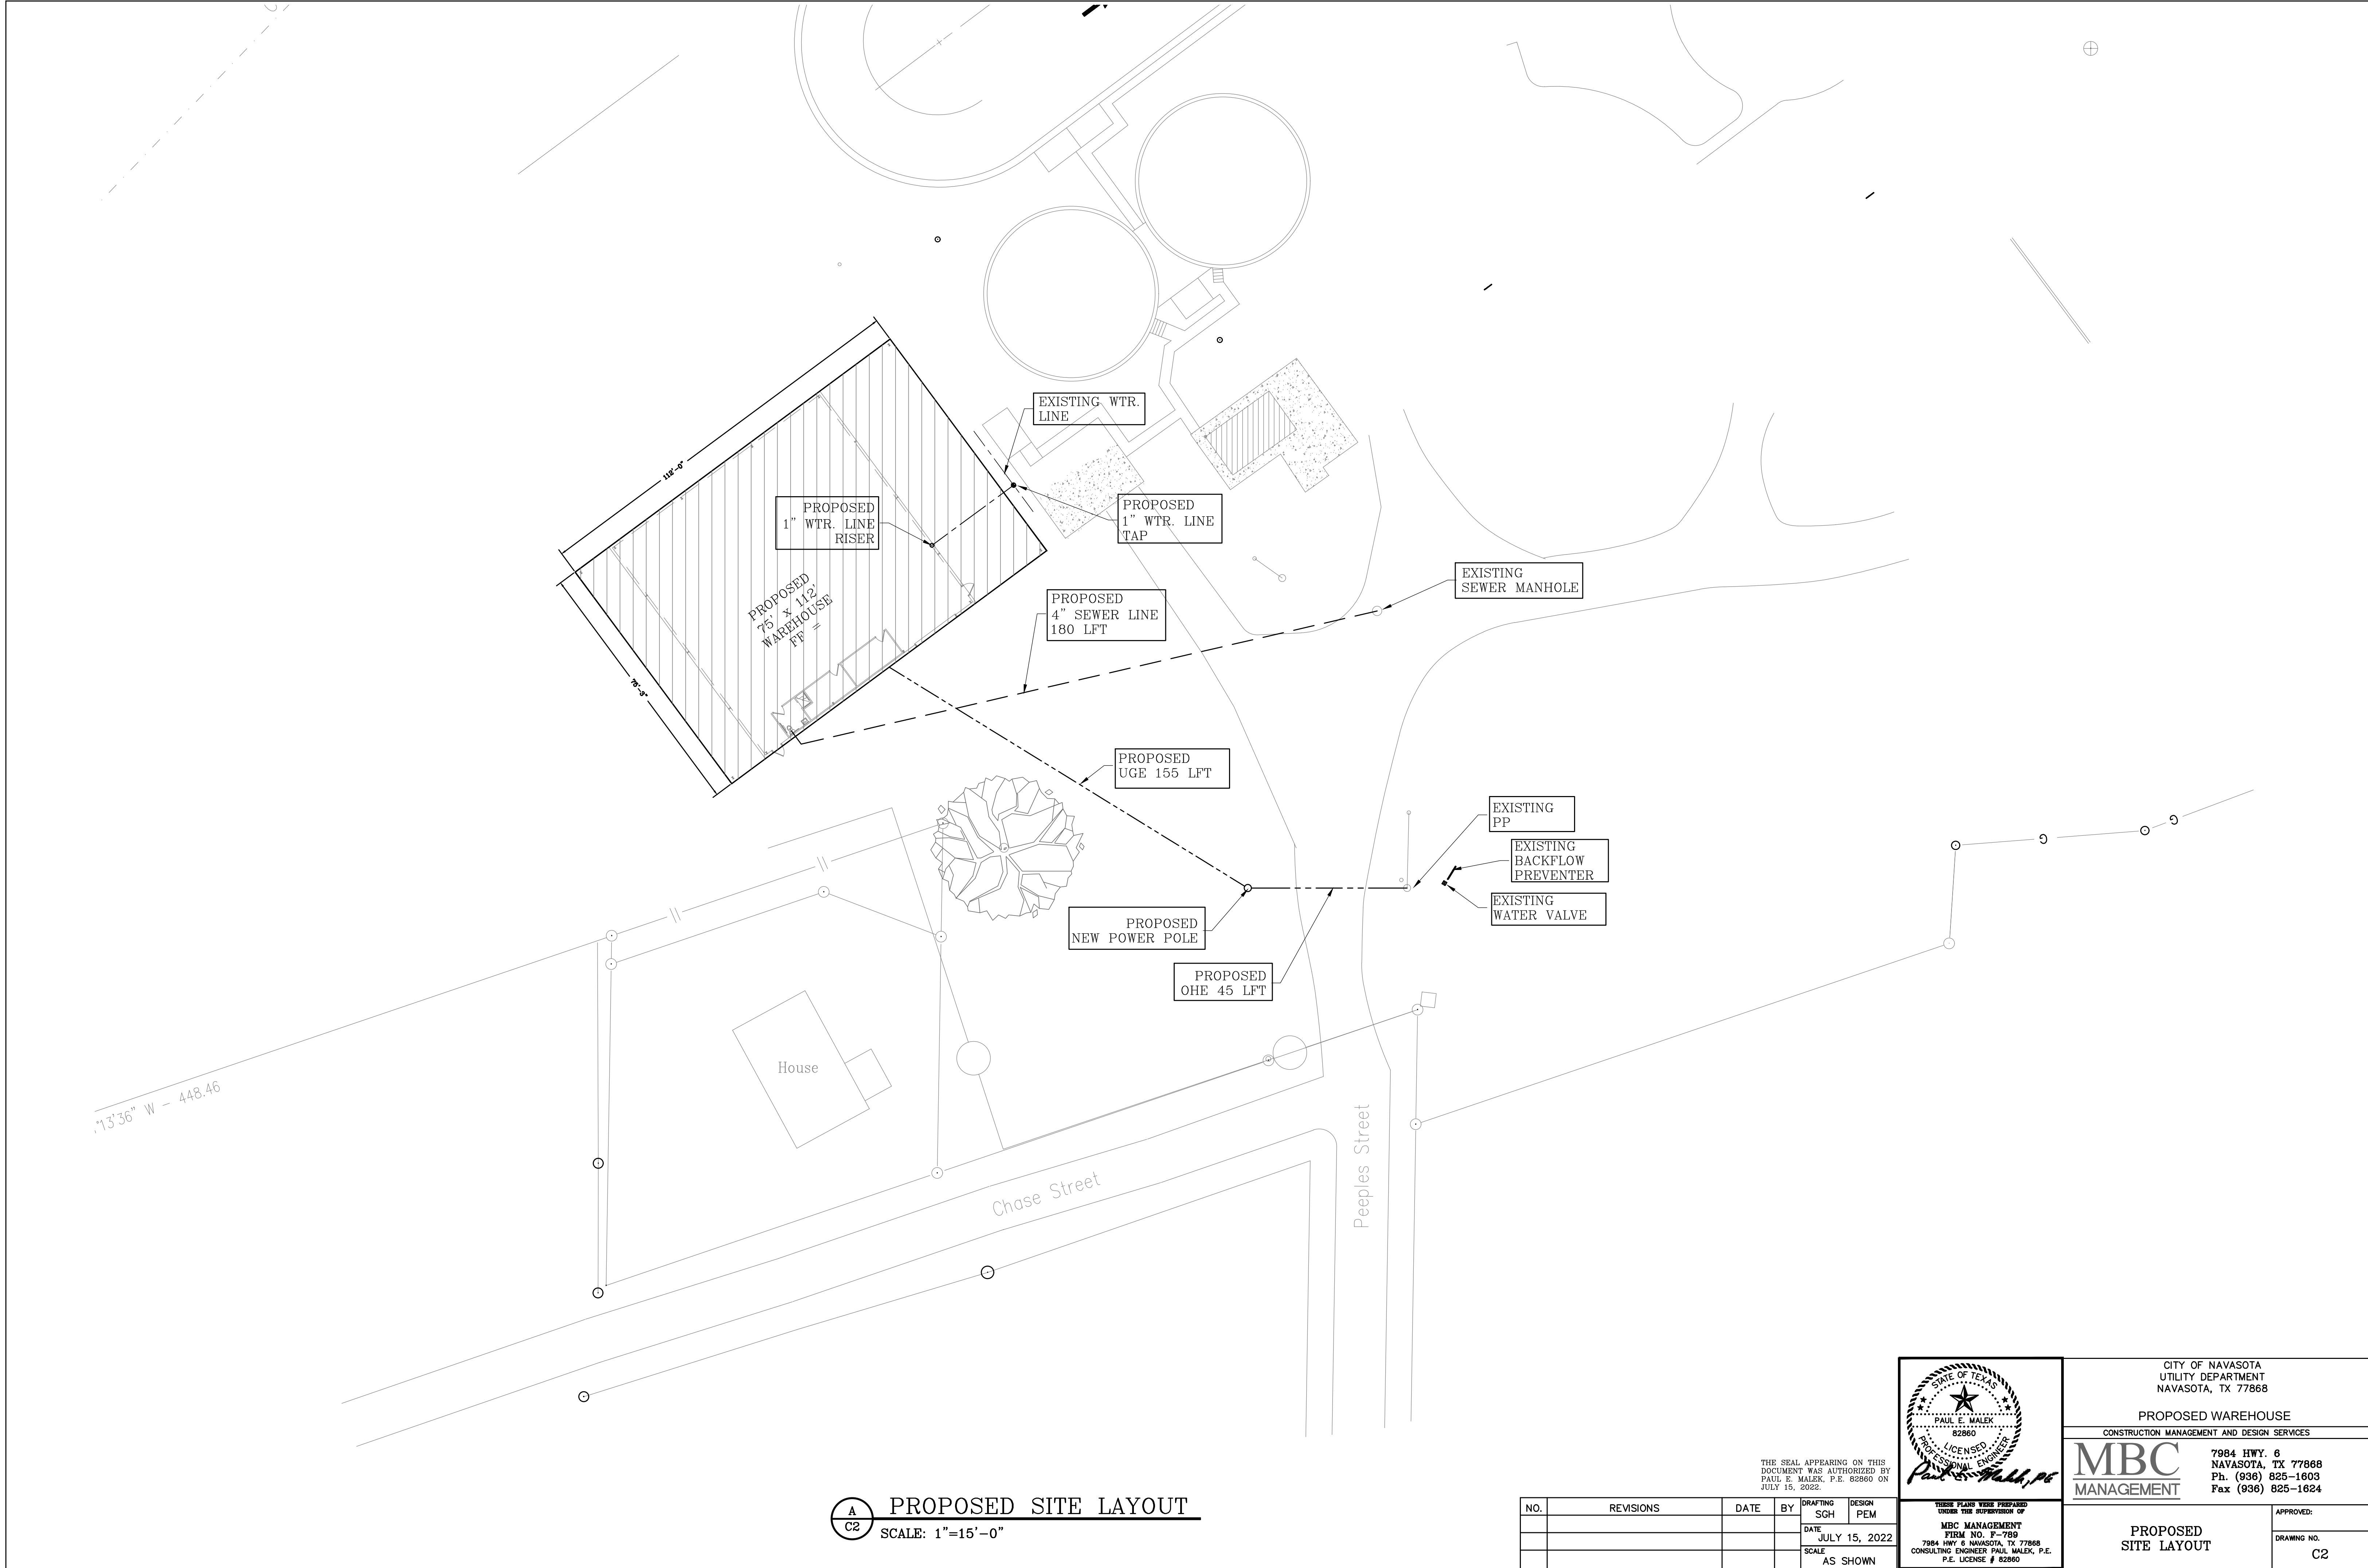 112'-0"
75'-3"
EXISTING WTR.
LINE
PROPOSED
1" WTR. LINE
RISER
PROPOSED
1" WTR. LINE
TAP
PROPOSED
75' x 112'
WAREHOUSE
FF =
PROPOSED
4" SEWER LINE
180 LFT
EXISTING
SEWER MANHOLE
PROPOSED
UGE 155 LFT
EXISTING
PP
EXISTING
BACKFLOW
PREVENTER
EXISTING
WATER VALVE
PROPOSED
NEW POWER POLE
PROPOSED
OHE 45 LFT
House
°13'36" W - 448.46
Chase Street
Peeples Street
A
C2
PROPOSED SITE LAYOUT
SCALE: 1"=15'-0"
THE SEAL APPEARING ON THIS
DOCUMENT WAS AUTHORIZED BY
PAUL E. MALEK, P.E. 82860 ON
JULY 15, 2022.
NO. REVISIONS DATE BY
DRAFTING
SGH
DESIGN
PEM
DATE
JULY 15, 2022
SCALE
AS SHOWN
STATE OF TEXAS
PAUL E. MALEK
82860
LICENSED
PROFESSIONAL ENGINEER
Paul E. Malek, PE
THESE PLANS WERE PREPARED
UNDER THE SUPERVISION OF
MBC MANAGEMENT
FIRM NO. F-789
7984 HWY 6 NAVASOTA, TX 77868
CONSULTING ENGINEER PAUL MALEK, P.E.
P.E. LICENSE # 82860
CITY OF NAVASOTA
UTILITY DEPARTMENT
NAVASOTA, TX 77868
PROPOSED WAREHOUSE
CONSTRUCTION MANAGEMENT AND DESIGN SERVICES
MBC
MANAGEMENT
7984 HWY. 6
NAVASOTA, TX 77868
Ph. (936) 825-1603
Fax (936) 825-1624
PROPOSED
SITE LAYOUT
APPROVED:
DRAWING NO.
C2